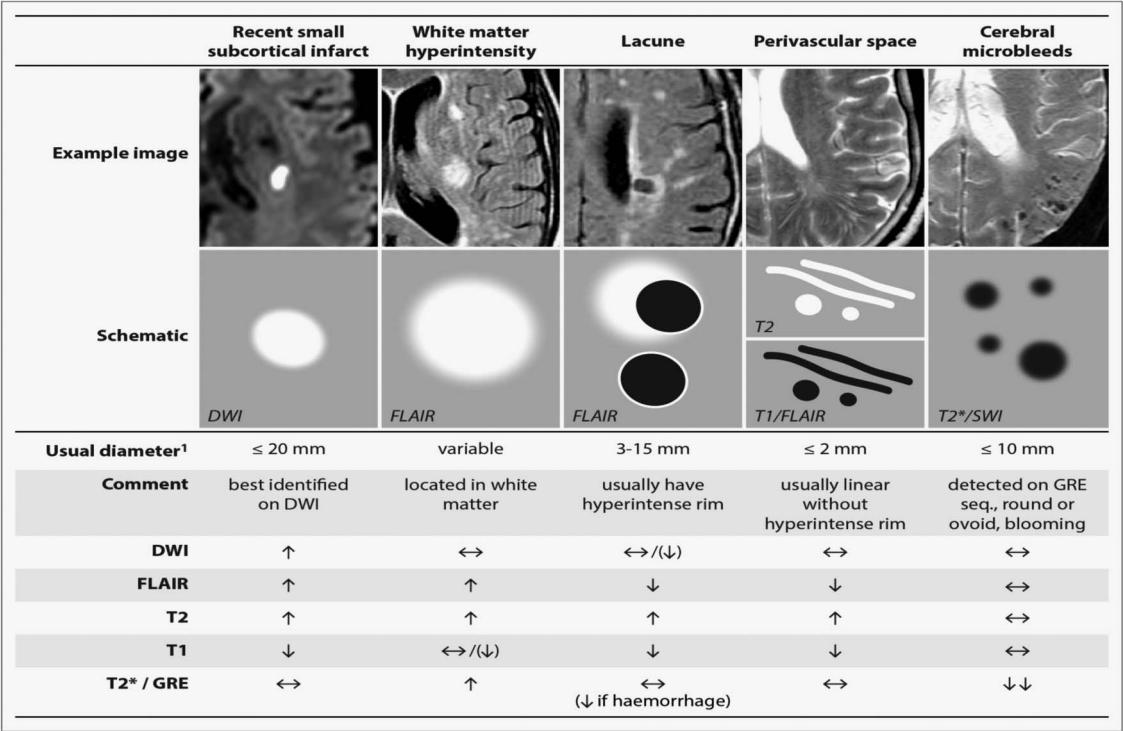 Recent small subcortical infarct	White matter hyperintensity	Lacune	Perivascular space	Cerebral microbleeds
Example image
Schematic	DWI	FLAIR	FLAIR	T2	T1/FLAIR	T2*/SWI
Usual diameter¹	≤ 20 mm	variable	3-15 mm	≤ 2 mm	≤ 10 mm
Comment	best identified on DWI	located in white matter	usually have hyperintense rim	usually linear without hyperintense rim	detected on GRE seq., round or ovoid, blooming
DWI	↑	↔	↔/(↓)	↔	↔
FLAIR	↑	↑	↓	↓	↔
T2	↑	↑	↑	↑	↔
T1	↓	↔/(↓)	↓	↓	↔
T2* / GRE	↔	↑	↔ (↓ if haemorrhage)	↔	↓↓